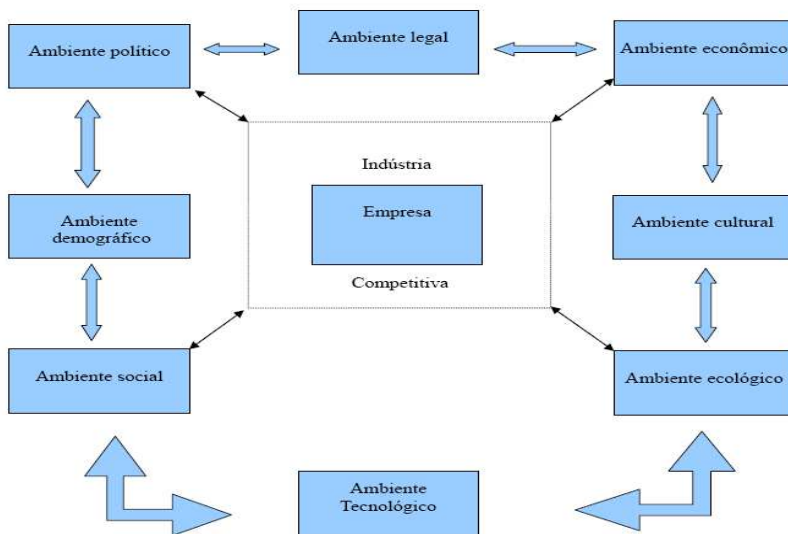 Ambiente político
Ambiente legal
Ambiente econômico
Indústria
Empresa
Competitiva
Ambiente
demográfico
Ambiente cultural
Ambiente social
Ambiente ecológico
Ambiente
Tecnológico